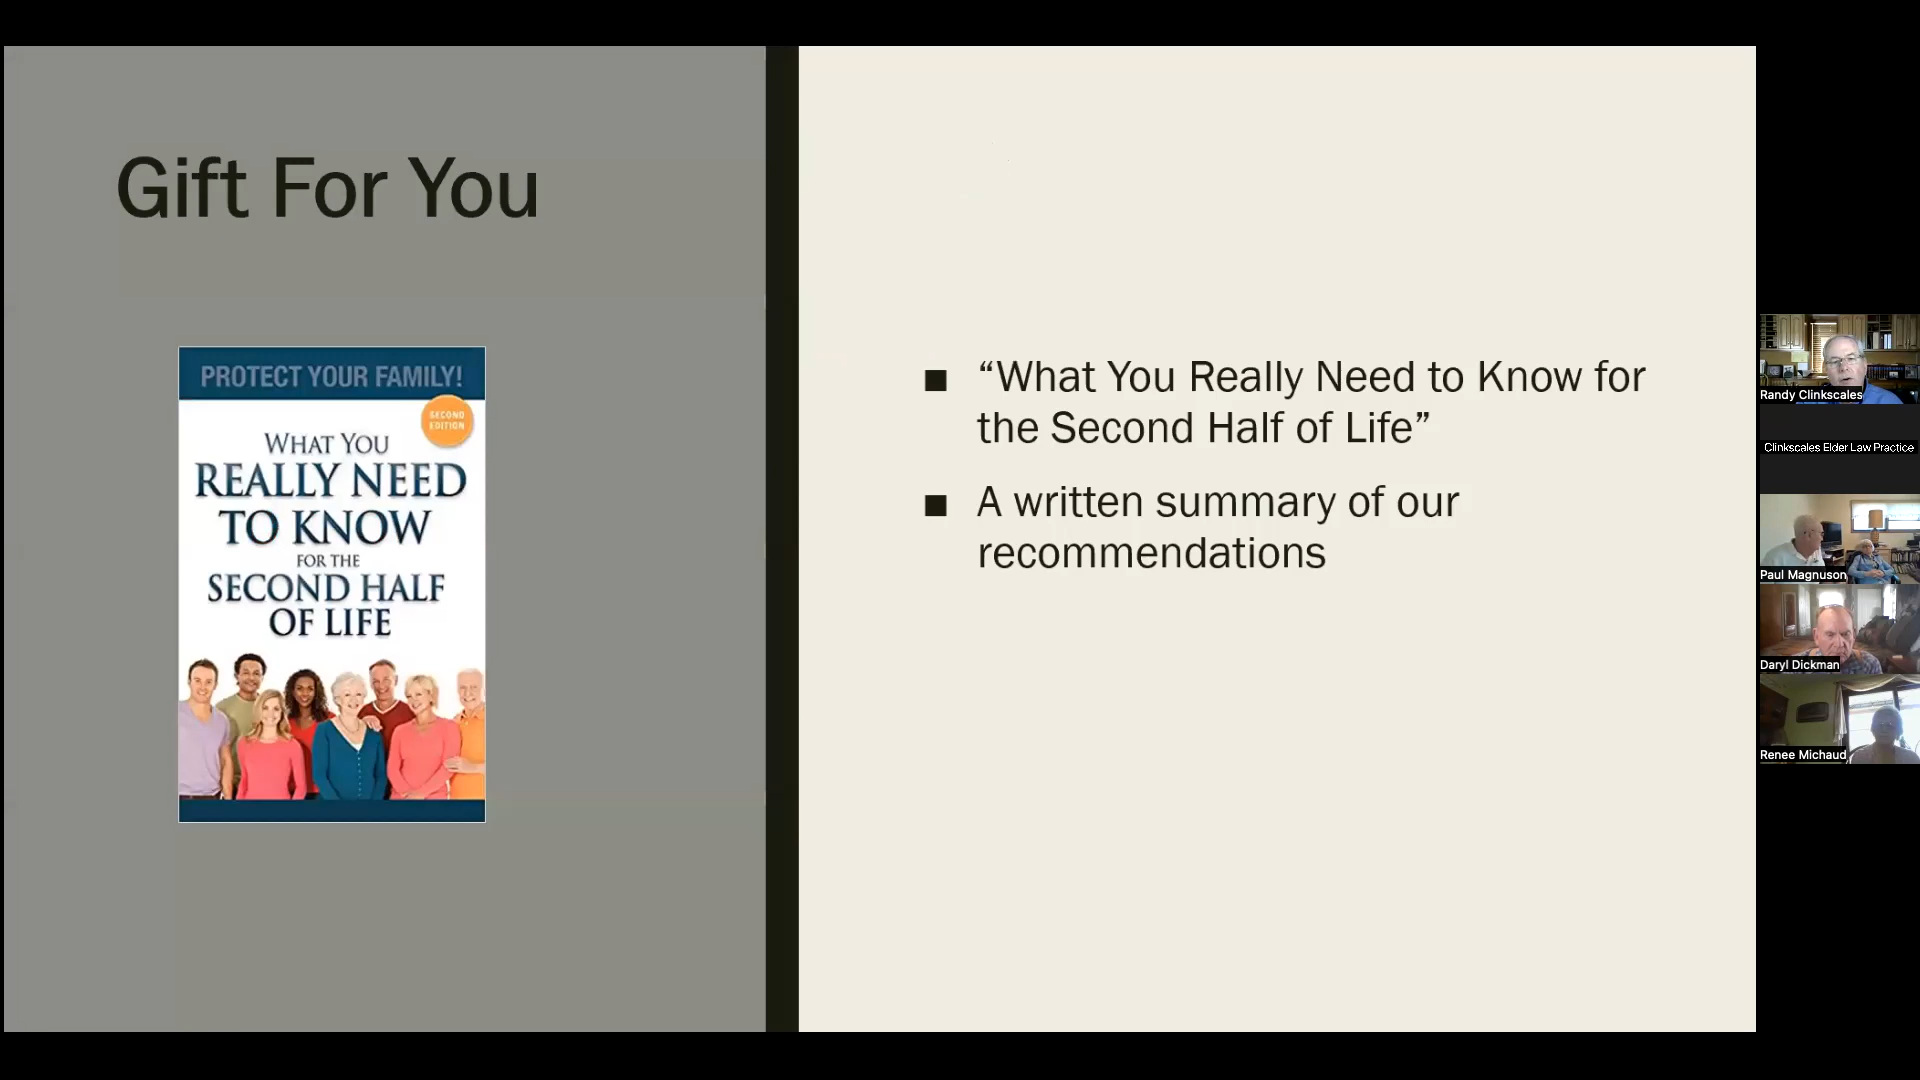 Gift For You
PROTECT YOUR FAMILY!
SECOND
EDITION
WHAT YOU
REALLY NEED
TO KNOW
FOR THE
SECOND HALF
OF LIFE
■ “What You Really Need to Know for
the Second Half of Life”
■ A written summary of our
recommendations
Randy Clinkscales
Clinkscales Elder Law Practice
Paul Magnuson
Daryl Dickman
Renee Michaud